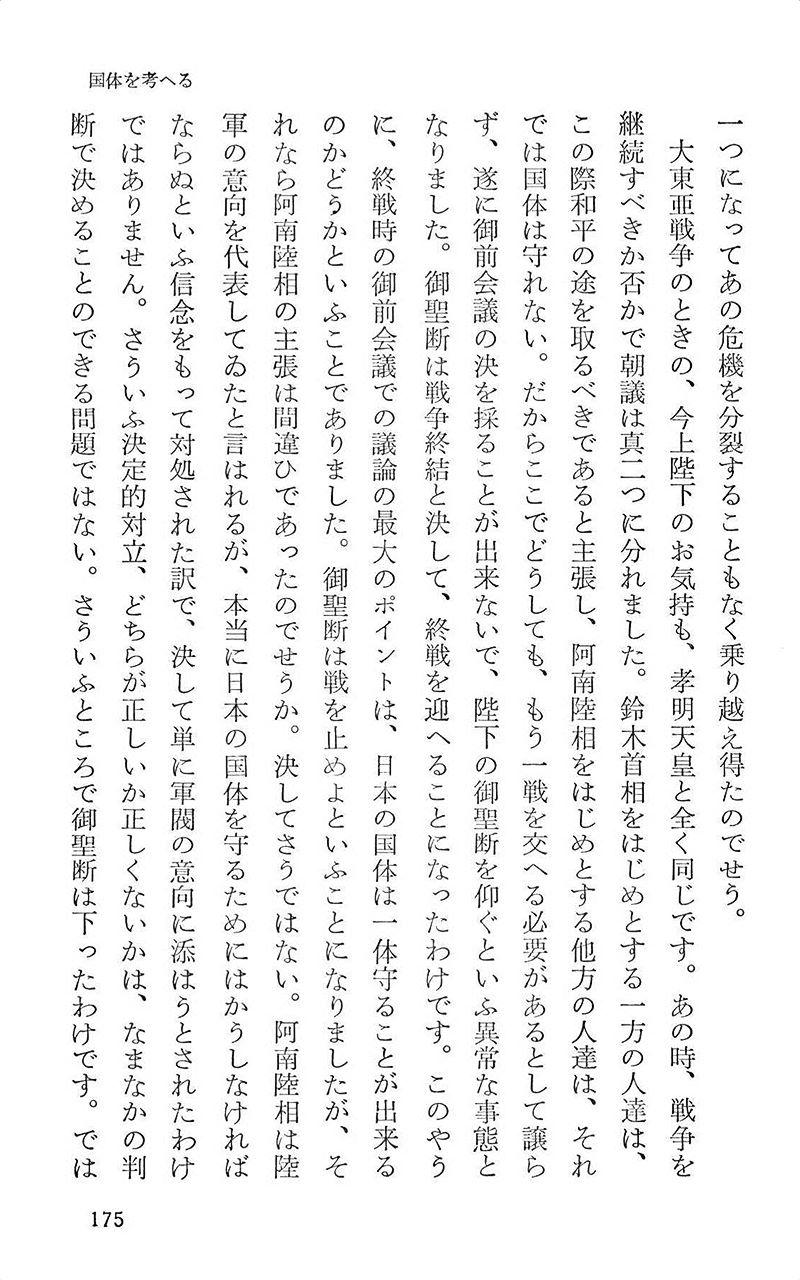 国体を考へる
一つになってあの危機を分裂することもなく乗り越え得たのでせう。
大東亜戦争のときの、今上陛下のお気持も、孝明天皇と全く同じです。あの時、戦争を
継続すべきか否かで朝議は真二つに分れました。鈴木首相をはじめとする一方の人達は、
この際和平の途を取るべきであると主張し、阿南陸相をはじめとする他方の人達は、それ
では国体は守れない。だからここでどうしても、もう一戦を交へる必要があるとして譲ら
ず、遂に御前会議の決を採ることが出来ないで、陛下の御聖断を仰ぐといふ異常な事態と
なりました。御聖断は戦争終結と決して、終戦を迎へることになったわけです。このやう
に、終戦時の御前会議での議論の最大のポイントは、日本の国体は一体守ることが出来る
のかどうかといふことでありました。御聖断は戦を止めよといふことになりましたが、そ
れなら阿南陸相の主張は間違ひであったのでせうか。決してさうではない。阿南陸相は陸
軍の意向を代表してゐたと言はれるが、本当に日本の国体を守るためにはかうしなければ
ならぬといふ信念をもって対処された訳で、決して単に軍閥の意向に添はうとされたわけ
ではありません。さういふ決定的対立、どちらが正しいか正しくないかは、なまなかの判
断で決めることのできる問題ではない。さういふところで御聖断は下ったわけです。では
175